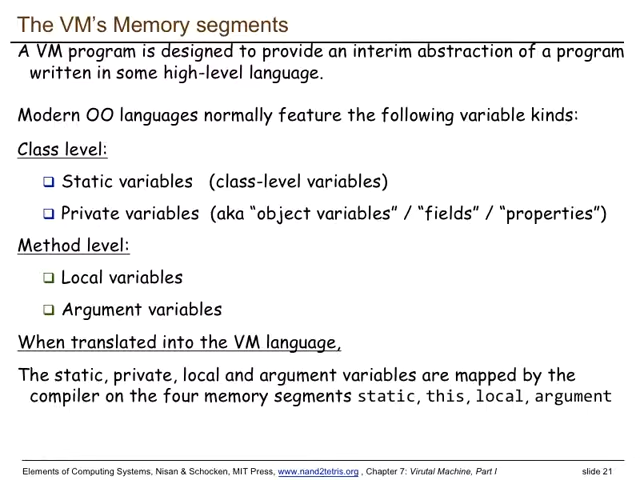 The VM's Memory segments
A VM program is designed to provide an interim abstraction of a program
written in some high-level language.
Modern OO languages normally feature the following variable kinds:
Class level:
❑ Static variables (class-level variables)
❑ Private variables (aka “object variables” / “fields” / “properties”)
Method level:
❑ Local variables
❑ Argument variables
When translated into the VM language,
The static, private, local and argument variables are mapped by the
compiler on the four memory segments static, this, local, argument
Elements of Computing Systems, Nisan & Schocken, MIT Press, www.nand2tetris.org , Chapter 7: Virutal Machine, Part I slide 21